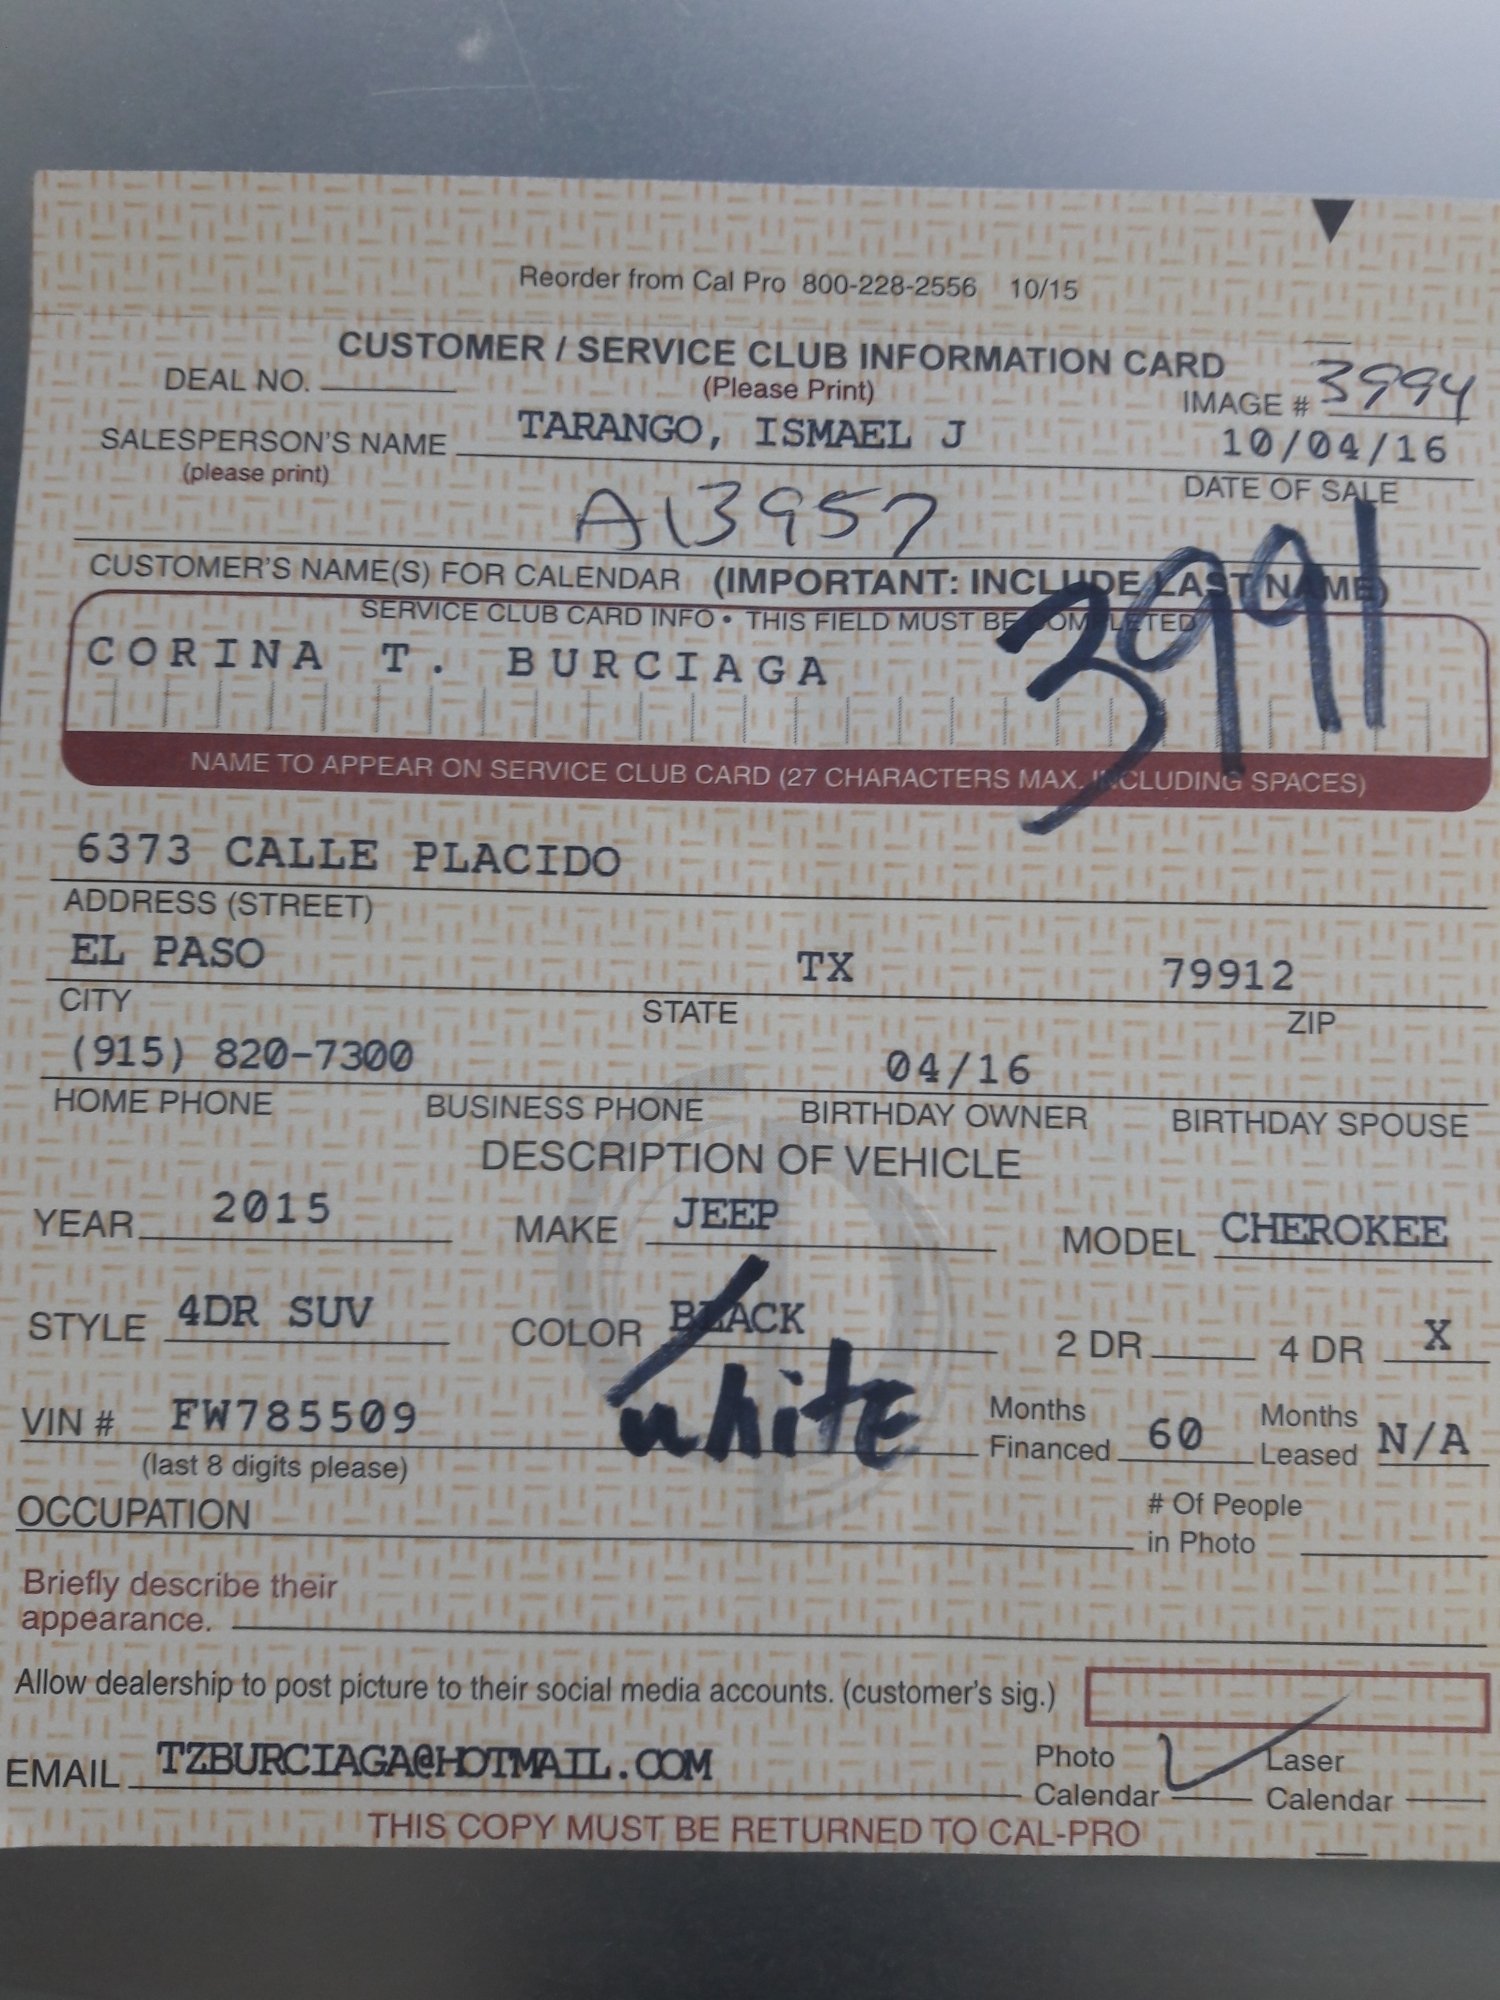 Reorder from Cal Pro 800-228-2556 10/15
CUSTOMER / SERVICE CLUB INFORMATION CARD
DEAL NO. (Please Print) IMAGE # 3994
SALESPERSON'S NAME TARANGO, ISMAEL J 10/04/16
(please print) DATE OF SALE
A13957
CUSTOMER'S NAME(S) FOR CALENDAR (IMPORTANT: INCLUDE LAST NAME)
SERVICE CLUB CARD INFO • THIS FIELD MUST BE COMPLETED
CORINA T. BURCIAGA 3991
NAME TO APPEAR ON SERVICE CLUB CARD (27 CHARACTERS MAX. INCLUDING SPACES)
6373 CALLE PLACIDO
ADDRESS (STREET)
EL PASO TX 79912
CITY STATE ZIP
(915) 820-7300 04/16
HOME PHONE BUSINESS PHONE BIRTHDAY OWNER BIRTHDAY SPOUSE
DESCRIPTION OF VEHICLE
YEAR 2015 MAKE JEEP MODEL CHEROKEE
STYLE 4DR SUV COLOR BLACK 2 DR 4 DR X
white
VIN # FW785509 Months Financed 60 Months Leased N/A
(last 8 digits please)
OCCUPATION # Of People in Photo
Briefly describe their
appearance.
Allow dealership to post picture to their social media accounts. (customer's sig.)
EMAIL TZBURCIAGA@HOTMAIL.COM Photo Calendar Laser Calendar
THIS COPY MUST BE RETURNED TO CAL-PRO